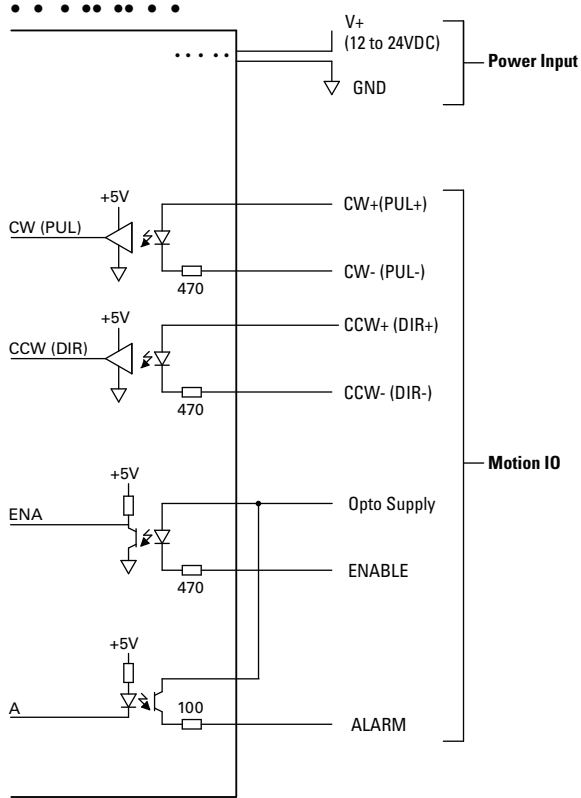 V+
(12 to 24VDC)
Power Input
GND
+5V
CW+(PUL+)
CW (PUL)
CW- (PUL-)
470
+5V
CCW+ (DIR+)
CCW (DIR)
CCW- (DIR-)
470
Motion IO
+5V
Opto Supply
ENA
ENABLE
470
+5V
100
A
ALARM